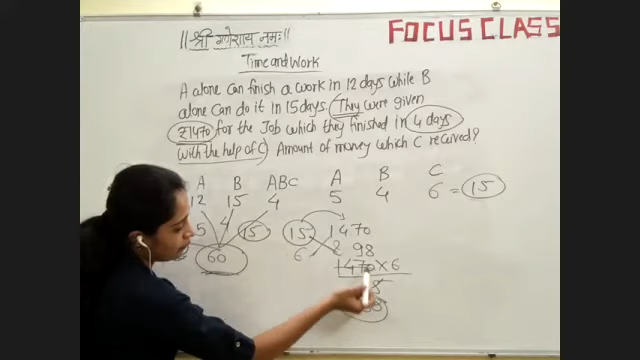 ||श्री गणेशाय नमः||
FOCUS CLASS
Time and Work
A alone can finish a work in 12 days while B
alone can do it in 15 days. They were given
₹1470 for the Job which they finished in 4 days
with the help of C) Amount of money which C received?
A B ABC A B C
12 15 4 5 4 6 = 15
5 4 15
60
15 1470
6 2 98
1470×6